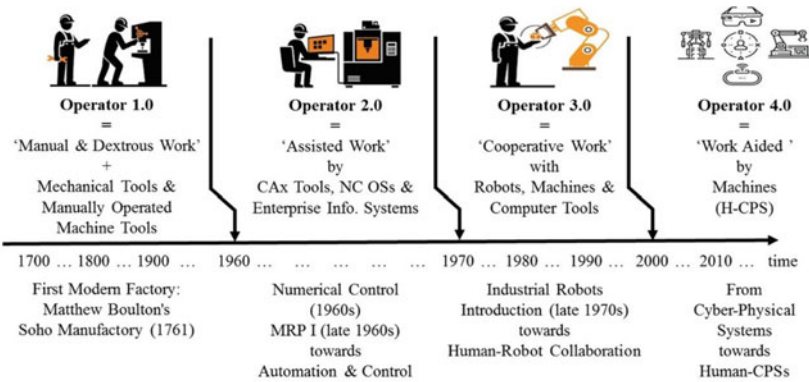 Operator 1.0
=
‘Manual & Dextrous Work’
+
Mechanical Tools &
Manually Operated
Machine Tools
Operator 2.0
=
‘Assisted Work’
by
CAx Tools, NC OSs &
Enterprise Info. Systems
Operator 3.0
=
‘Cooperative Work’
with
Robots, Machines &
Computer Tools
Operator 4.0
=
‘Work Aided ’
by
Machines
(H-CPS)
1700 … 1800 … 1900 … 1960 … … … … … 1970 … 1980 … 1990 … 2000 … 2010 … time
First Modern Factory:
Matthew Boulton's
Soho Manufactory (1761)
Numerical Control
(1960s)
MRP I (late 1960s)
towards
Automation & Control
Industrial Robots
Introduction (late 1970s)
towards
Human-Robot Collaboration
From
Cyber-Physical
Systems
towards
Human-CPSs